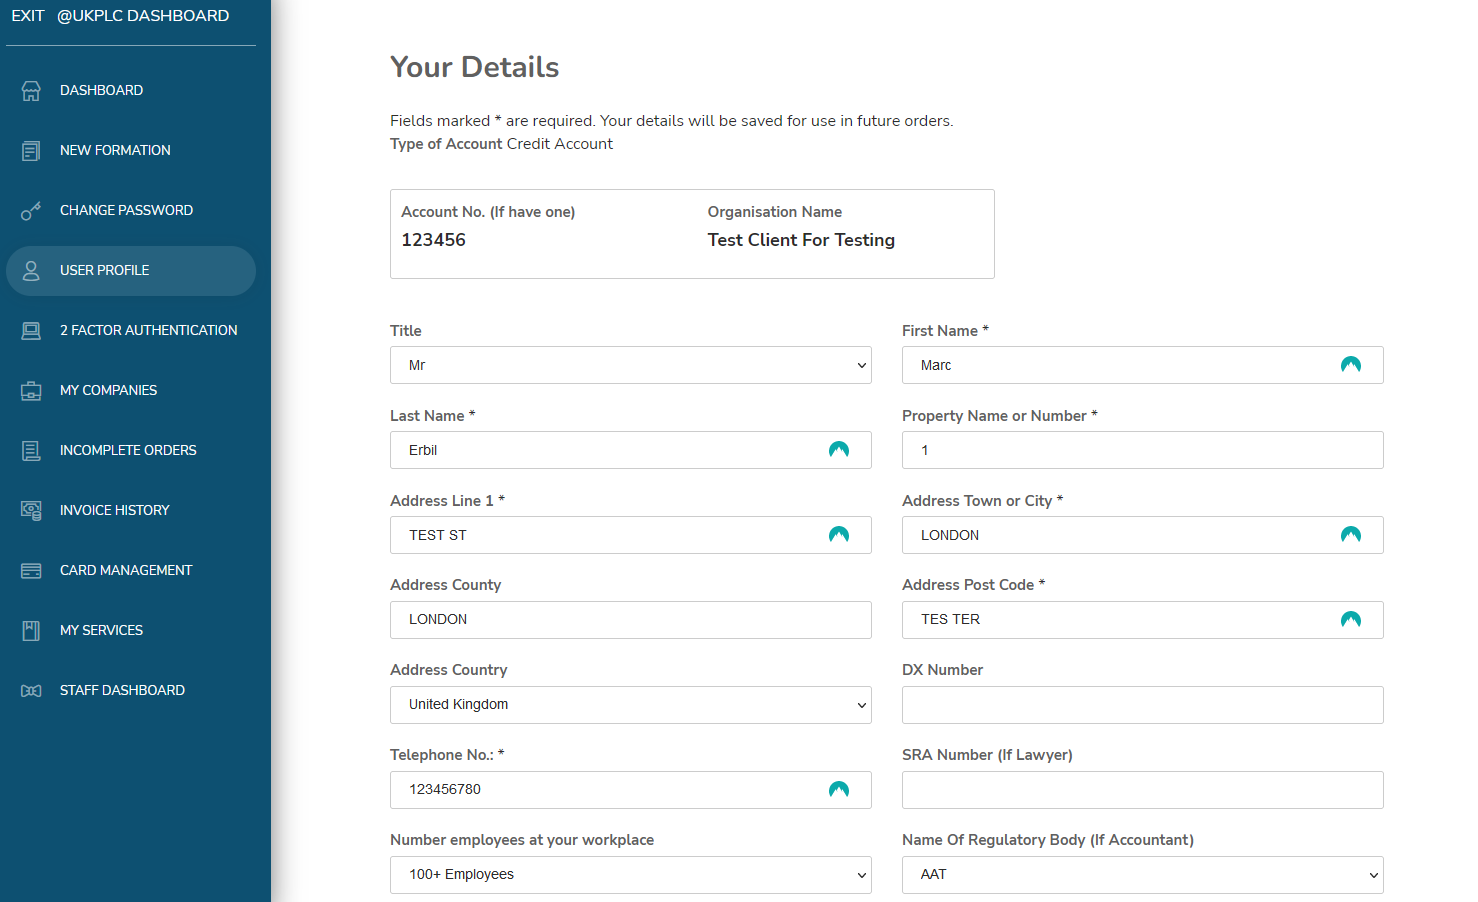 EXIT @UKPLC DASHBOARD
DASHBOARD
NEW FORMATION
CHANGE PASSWORD
USER PROFILE
2 FACTOR AUTHENTICATION
MY COMPANIES
INCOMPLETE ORDERS
INVOICE HISTORY
CARD MANAGEMENT
MY SERVICES
STAFF DASHBOARD
Your Details
Fields marked * are required. Your details will be saved for use in future orders.
Type of Account Credit Account
Account No. (If have one)
123456
Organisation Name
Test Client For Testing
Title
Mr
First Name *
Marc
Last Name *
Erbil
Property Name or Number *
1
Address Line 1 *
TEST ST
Address Town or City *
LONDON
Address County
LONDON
Address Post Code *
TES TER
Address Country
United Kingdom
DX Number
Telephone No.: *
123456780
SRA Number (If Lawyer)
Number employees at your workplace
100+ Employees
Name Of Regulatory Body (If Accountant)
AAT